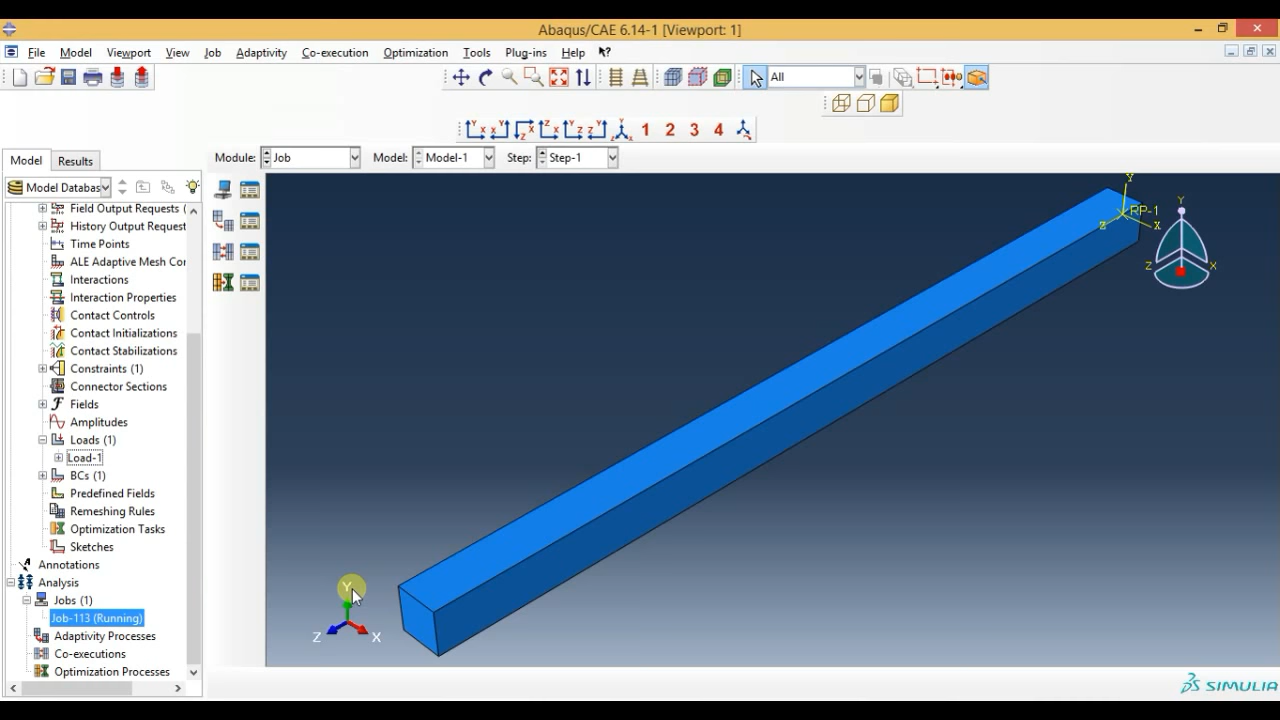 Abaqus/CAE 6.14-1 [Viewport: 1]
File Model Viewport View Job Adaptivity Co-execution Optimization Tools Plug-ins Help
All
1 2 3 4
Model Results
Module: Job Model: Model-1 Step: Step-1
Model Databas
Field Output Requests (
History Output Request
Time Points
ALE Adaptive Mesh Cor
Interactions
Interaction Properties
Contact Controls
Contact Initializations
Contact Stabilizations
Constraints (1)
Connector Sections
Fields
Amplitudes
Loads (1)
Load-1
BCs (1)
Predefined Fields
Remeshing Rules
Optimization Tasks
Sketches
Annotations
Analysis
Jobs (1)
Job-113 (Running)
Adaptivity Processes
Co-executions
Optimization Processes
Y
RP-1
Z X
Y
Z X
Y
Z X
SIMULIA